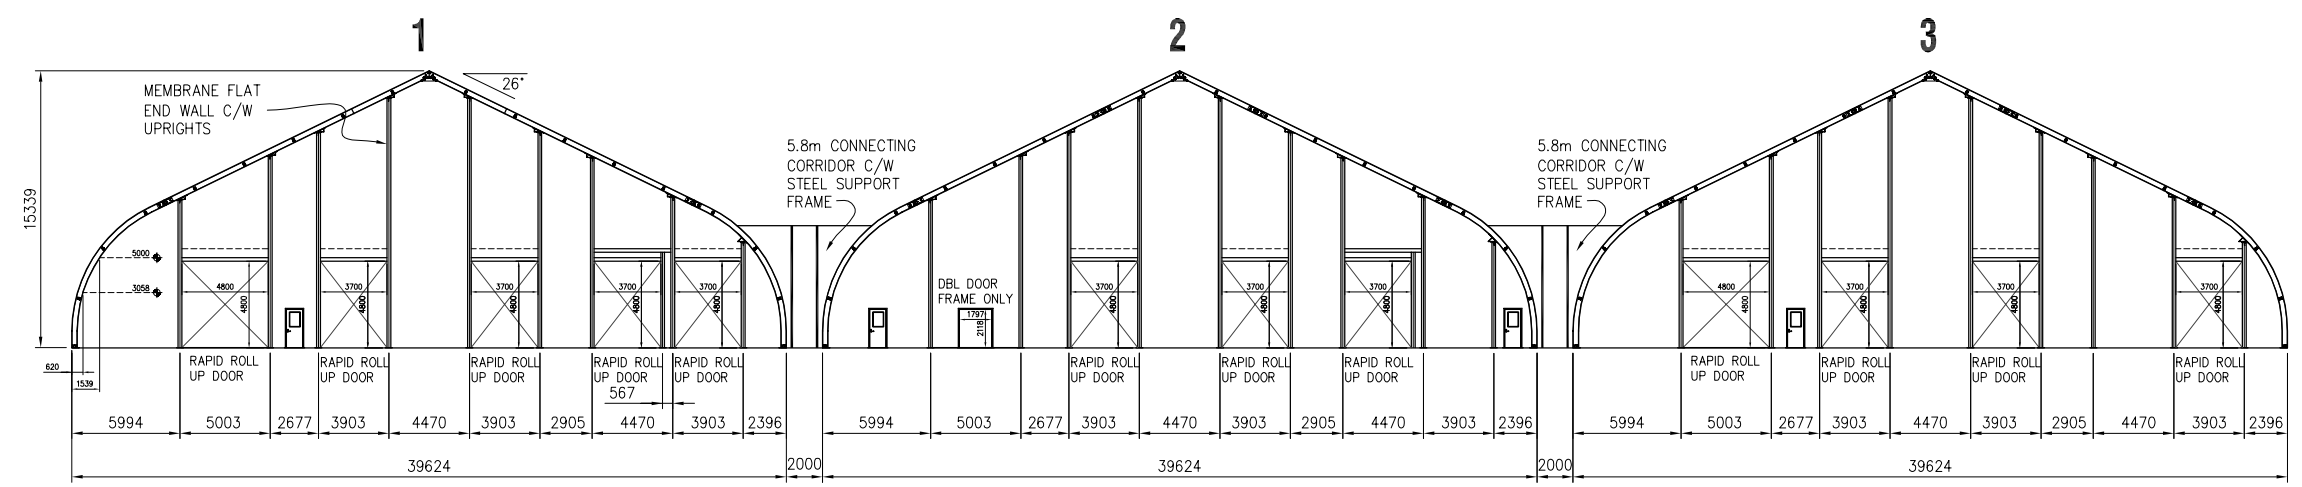 1
2
3
MEMBRANE FLAT
END WALL C/W
UPRIGHTS
26°
15339
5.8m CONNECTING
CORRIDOR C/W
STEEL SUPPORT
FRAME
5.8m CONNECTING
CORRIDOR C/W
STEEL SUPPORT
FRAME
5000
3058
4800
4800
3700
4800
3700
4800
3700
4800
3700
4800
DBL DOOR
FRAME ONLY
1797
2118
3700
4800
3700
4800
3700
4800
4800
4800
3700
4800
3700
4800
3700
4800
620
1539
RAPID ROLL
UP DOOR
RAPID ROLL
UP DOOR
RAPID ROLL
UP DOOR
RAPID ROLL
UP DOOR
RAPID ROLL
UP DOOR
567
RAPID ROLL
UP DOOR
RAPID ROLL
UP DOOR
RAPID ROLL
UP DOOR
RAPID ROLL
UP DOOR
RAPID ROLL
UP DOOR
RAPID ROLL
UP DOOR
RAPID ROLL
UP DOOR
5994 5003 2677 3903 4470 3903 2905 4470 3903 2396
5994 5003 2677 3903 4470 3903 2905 4470 3903 2396
5994 5003 2677 3903 4470 3903 2905 4470 3903 2396
39624 2000 39624 2000 39624